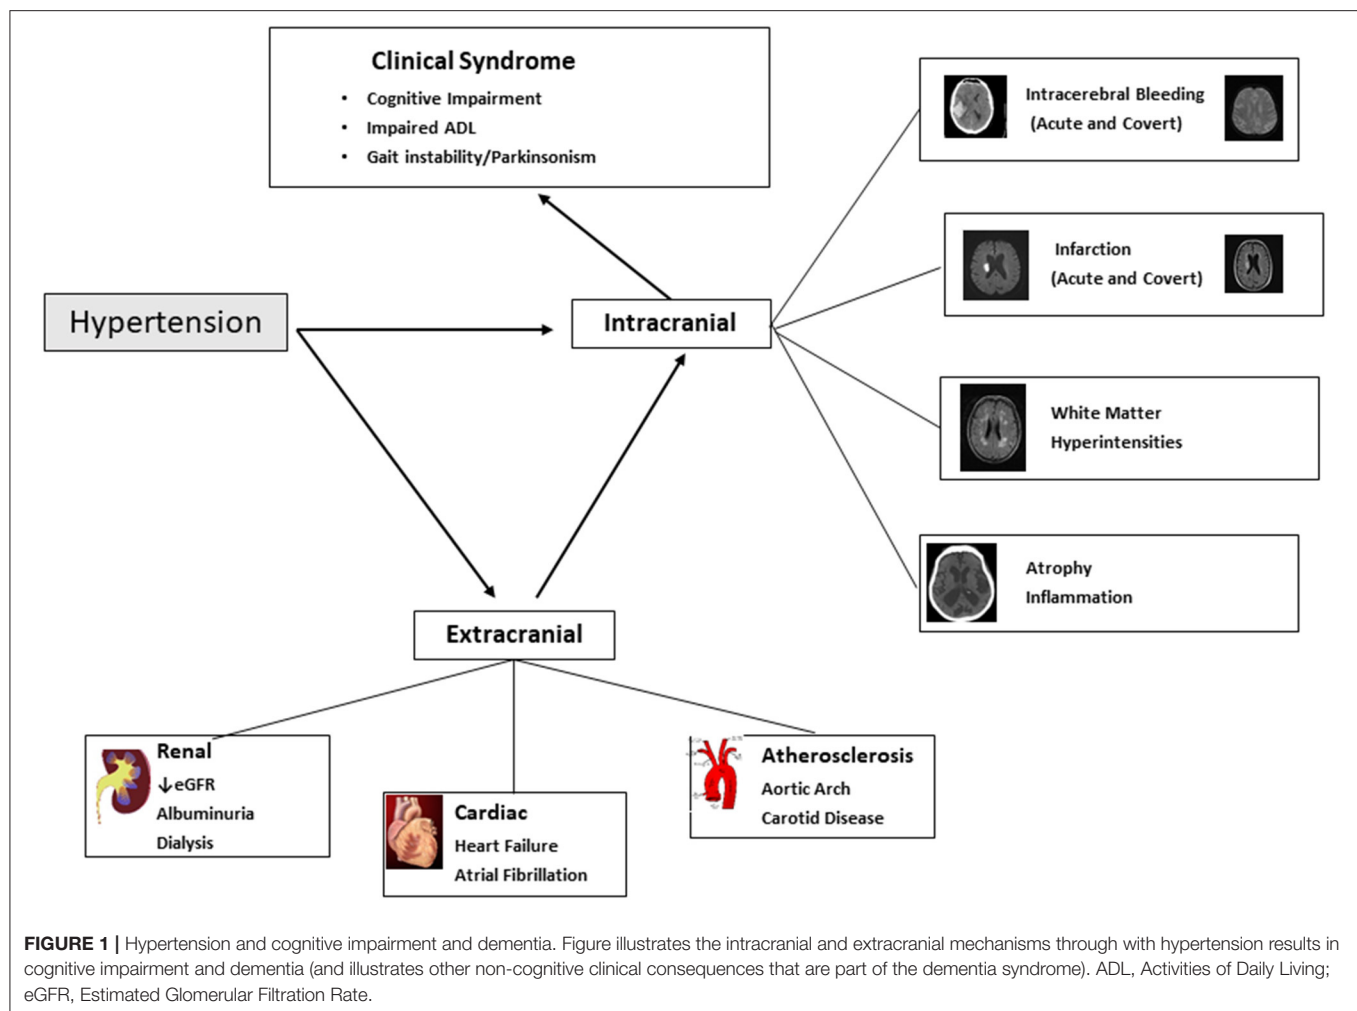 Clinical Syndrome
• Cognitive Impairment
• Impaired ADL
• Gait instability/Parkinsonism
Intracerebral Bleeding
(Acute and Covert)
Infarction
(Acute and Covert)
Hypertension
Intracranial
White Matter
Hyperintensities
Atrophy
Inflammation
Extracranial
Renal
↓eGFR
Albuminuria
Dialysis
Cardiac
Heart Failure
Atrial Fibrillation
Atherosclerosis
Aortic Arch
Carotid Disease
FIGURE 1 | Hypertension and cognitive impairment and dementia. Figure illustrates the intracranial and extracranial mechanisms through with hypertension results in
cognitive impairment and dementia (and illustrates other non-cognitive clinical consequences that are part of the dementia syndrome). ADL, Activities of Daily Living;
eGFR, Estimated Glomerular Filtration Rate.